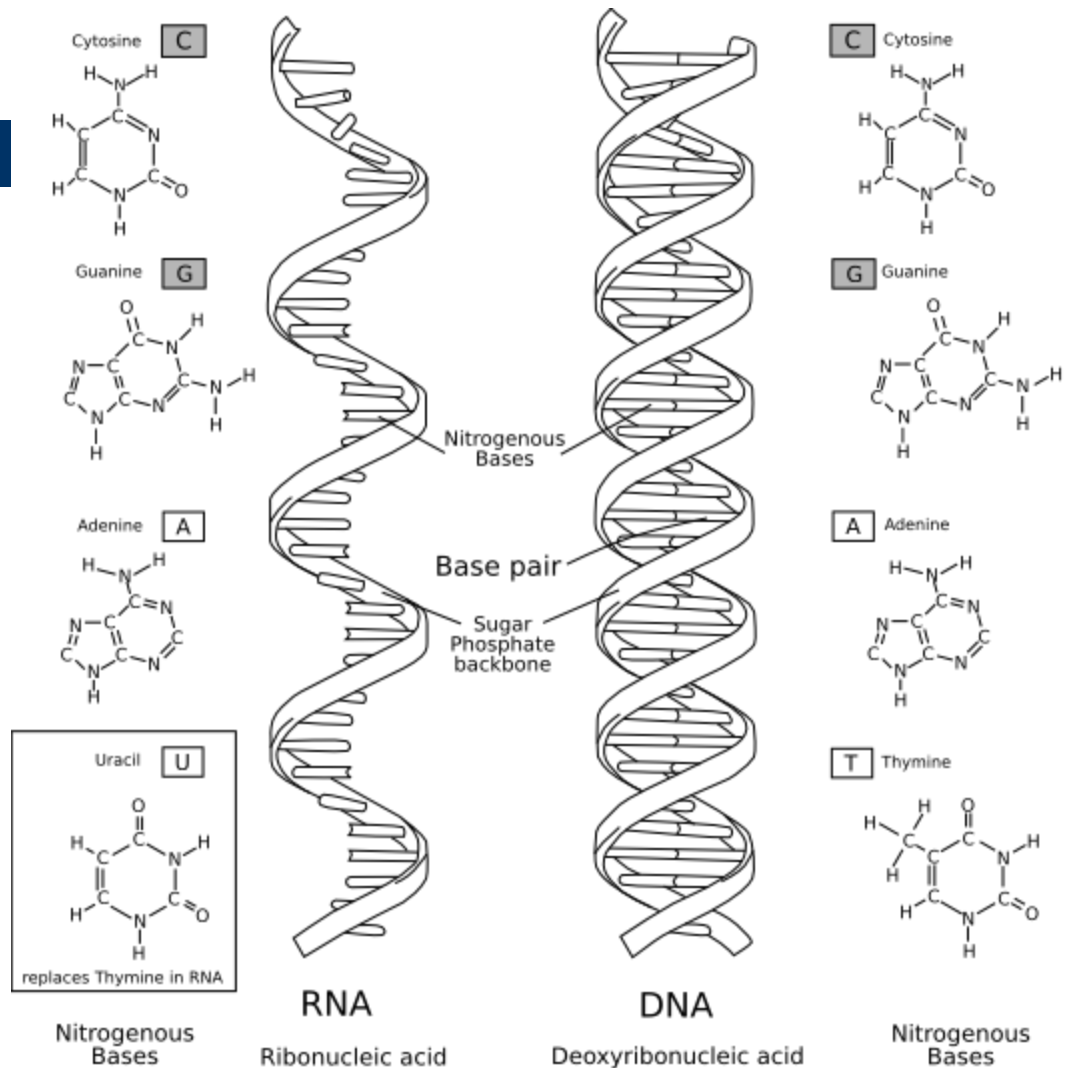 Cytosine C
H H
N
H C
C N
C C
H N O
H
Guanine G
O
H
C
N C N
C C C N H
N N H
H
Adenine A
H H
N
C
N C N
C C C
N N
H
Uracil U
O
H C H
C N
C C
H N O
H
replaces Thymine in RNA
Nitrogenous
Bases
RNA
Ribonucleic acid
Nitrogenous
Bases
Base pair
Sugar
Phosphate
backbone
DNA
Deoxyribonucleic acid
C Cytosine
H H
N
H C
C N
C C
H N O
H
G Guanine
O
H
C
N C N
C C C N H
N N H
H
A Adenine
H H
N
C
N C N
C C C
N N
H
T Thymine
H O
H C C H
C N
H
C C
H N O
H
Nitrogenous
Bases